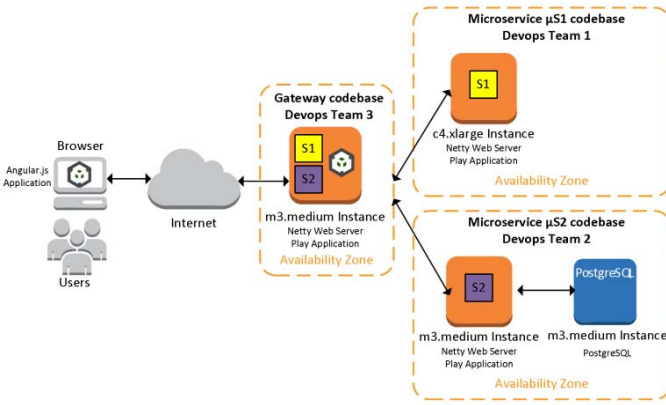 Microservice µS1 codebase
Devops Team 1
S1
c4.xlarge Instance
Netty Web Server
Play Application
Availability Zone
Gateway codebase
Devops Team 3
S1
S2
m3.medium Instance
Netty Web Server
Play Application
Availability Zone
Browser
Angular.js
Application
Users
Internet
Microservice µS2 codebase
Devops Team 2
S2
m3.medium Instance
Netty Web Server
Play Application
PostgreSQL
m3.medium Instance
PostgreSQL
Availability Zone